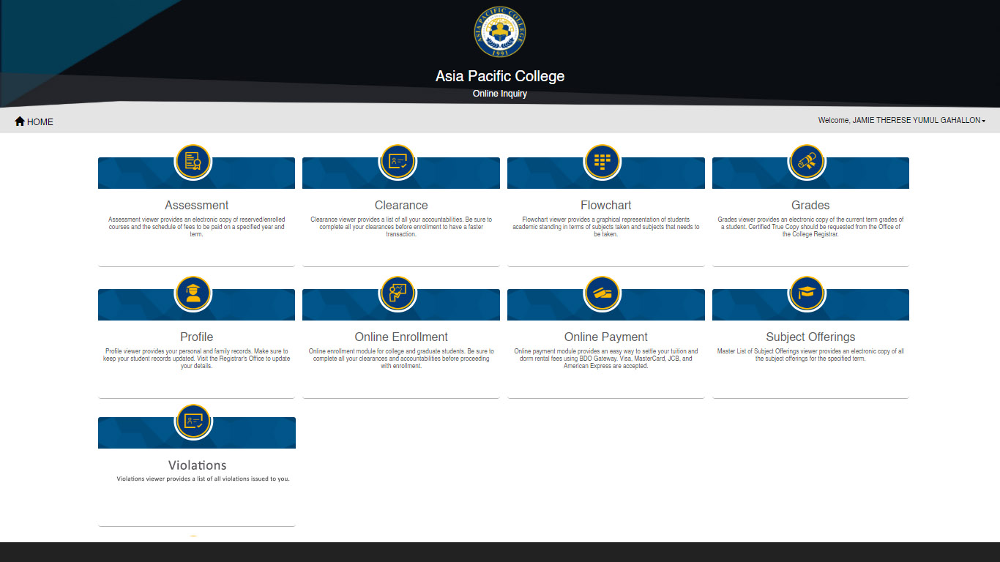 ASIA PACIFIC COLLEGE
1991
Asia Pacific College
Online Inquiry
HOME
Welcome, JAMIE THERESE YUMUL GAHALLON
Assessment
Assessment viewer provides an electronic copy of reserved/enrolled
courses and the schedule of fees to be paid on a specified year and
term.
Clearance
Clearance viewer provides a list of all your accountabilities. Be sure to
complete all your clearances before enrollment to have a faster
transaction.
Flowchart
Flowchart viewer provides a graphical representation of students
academic standing in terms of subjects taken and subjects that needs to
be taken.
Grades
Grades viewer provides an electronic copy of the current term grades of
a student. Certified True Copy should be requested from the Office of
the College Registrar.
Profile
Profile viewer provides your personal and family records. Make sure to
keep your student records updated. Visit the Registrar's Office to update
your details.
Online Enrollment
Online enrollment module for college and graduate students. Be sure to
complete all your clearances and accountabilities before proceeding
with enrollment.
Online Payment
Online payment module provides an easy way to settle your tuition and
dorm rental fees using BDO Gateway. Visa, MasterCard, JCB, and
American Express are accepted.
Subject Offerings
Master List of Subject Offerings viewer provides an electronic copy of all
the subject offerings for the specified term.
Violations
Violations viewer provides a list of all violations issued to you.